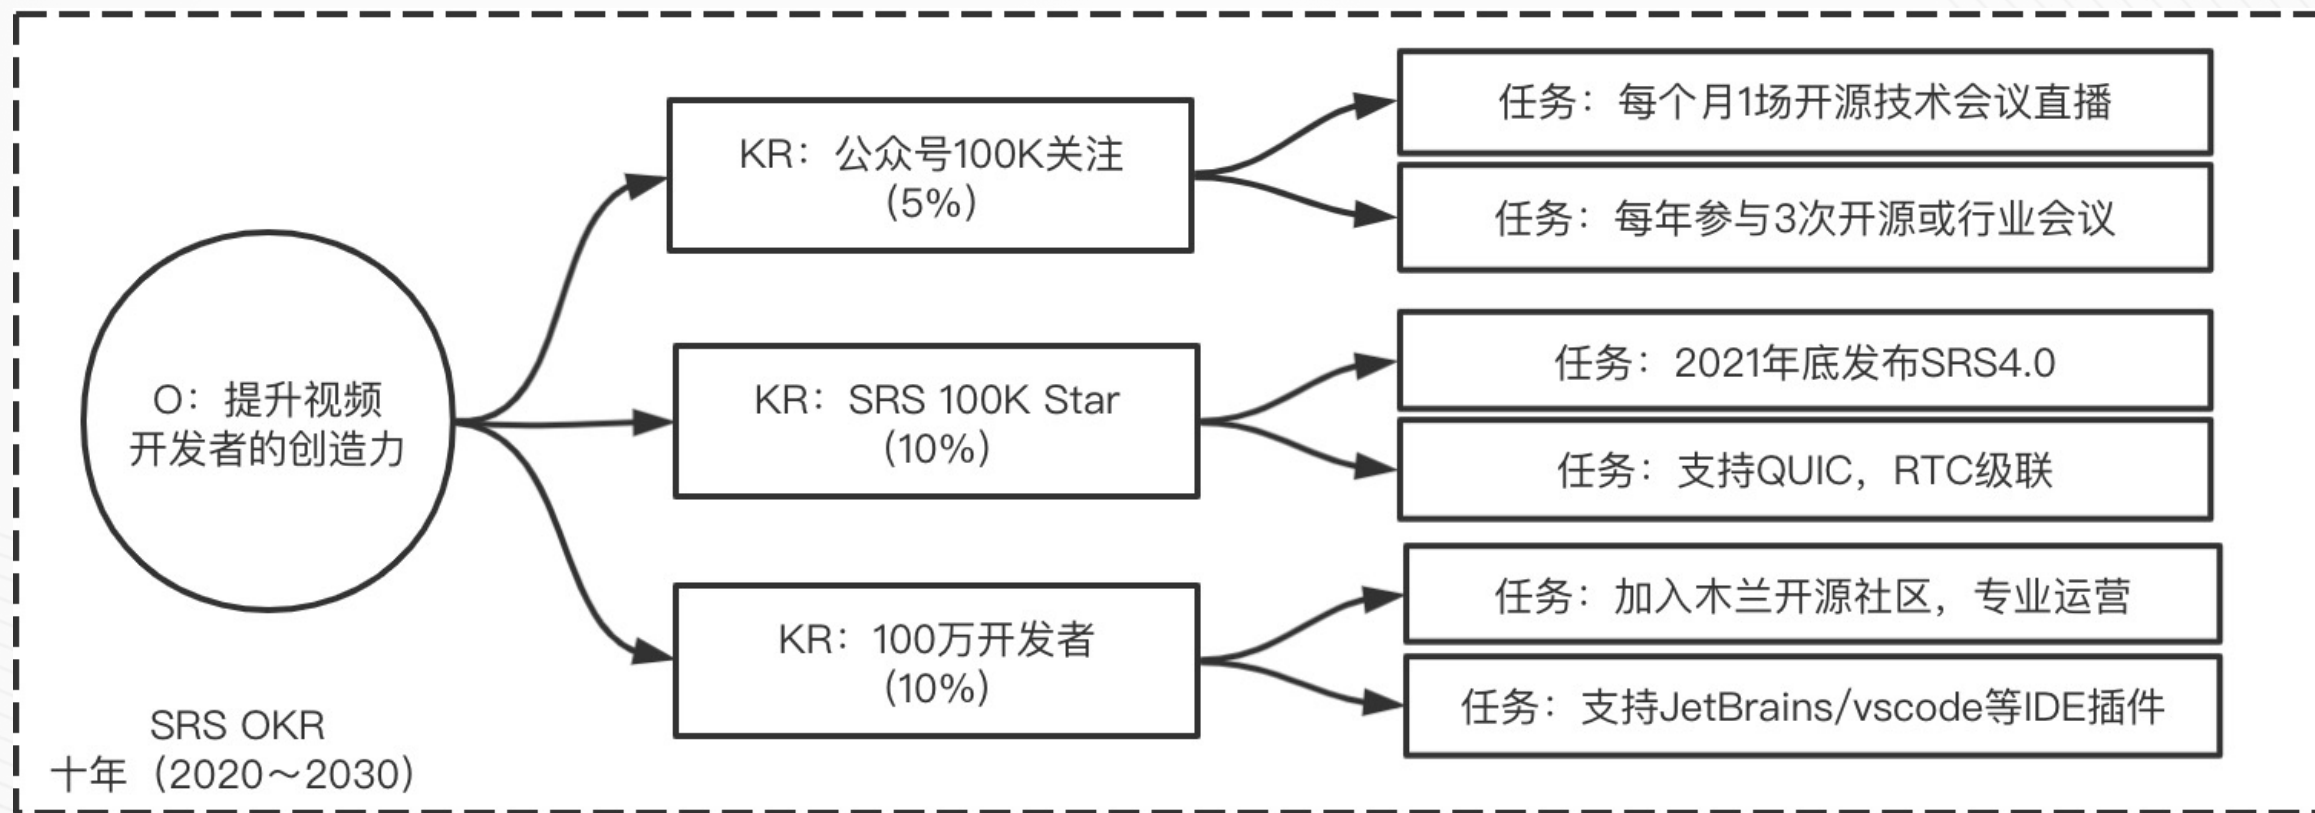 O：提升视频
开发者的创造力
SRS OKR
十年（2020～2030）
KR：公众号100K关注
(5%)
KR：SRS 100K Star
(10%)
KR：100万开发者
(10%)
任务：每个月1场开源技术会议直播
任务：每年参与3次开源或行业会议
任务：2021年底发布SRS4.0
任务：支持QUIC，RTC级联
任务：加入木兰开源社区，专业运营
任务：支持JetBrains/vscode等IDE插件